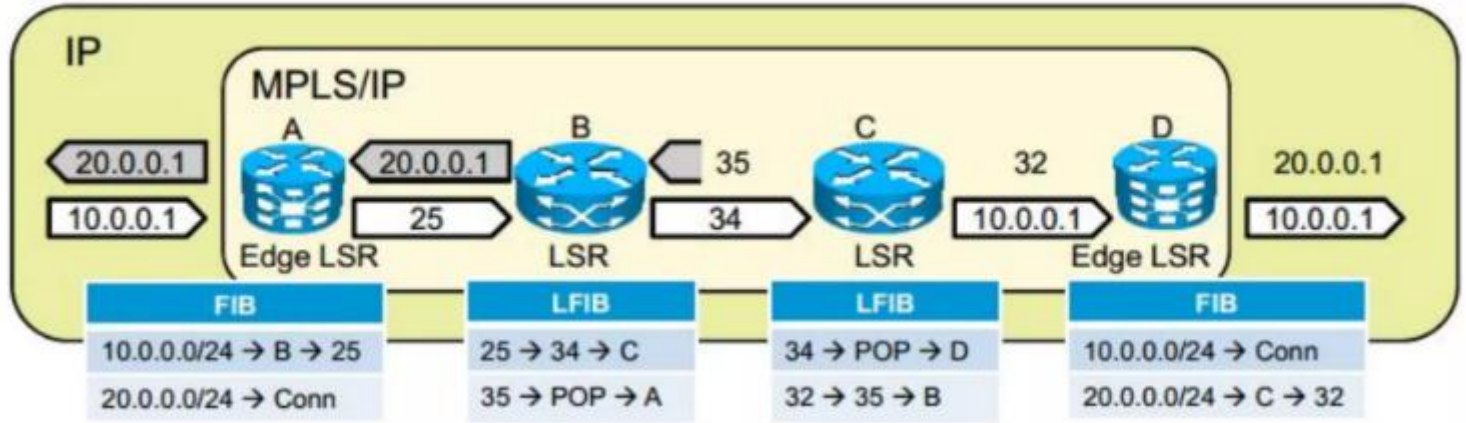 IP
MPLS/IP
A
B
C
D
20.0.0.1
20.0.0.1
35
32
20.0.0.1
10.0.0.1
25
34
10.0.0.1
10.0.0.1
Edge LSR
LSR
LSR
Edge LSR
FIB
10.0.0.0/24 → B → 25
20.0.0.0/24 → Conn
LFIB
25 → 34 → C
35 → POP → A
LFIB
34 → POP → D
32 → 35 → B
FIB
10.0.0.0/24 → Conn
20.0.0.0/24 → C → 32